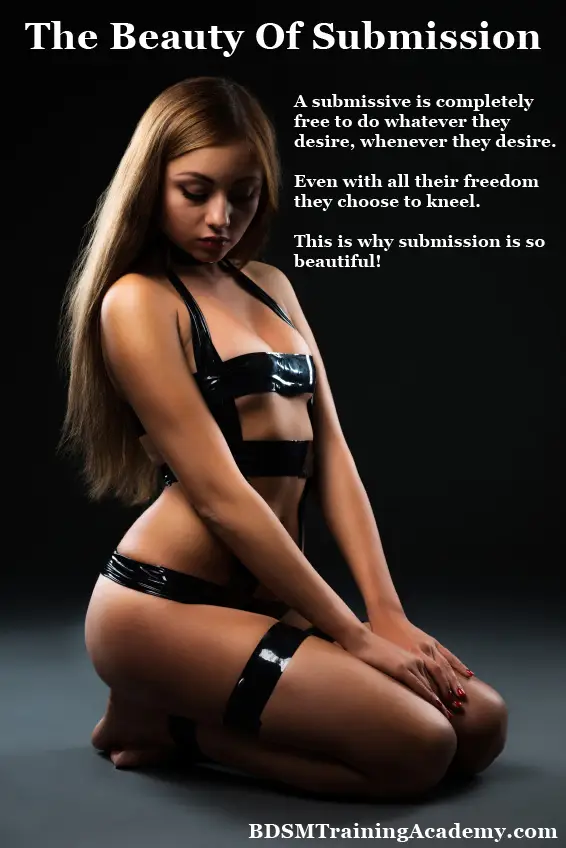 The Beauty Of Submission
A submissive is completely
free to do whatever they
desire, whenever they desire.
Even with all their freedom
they choose to kneel.
This is why submission is so
beautiful!
BDSMTrainingAcademy.com